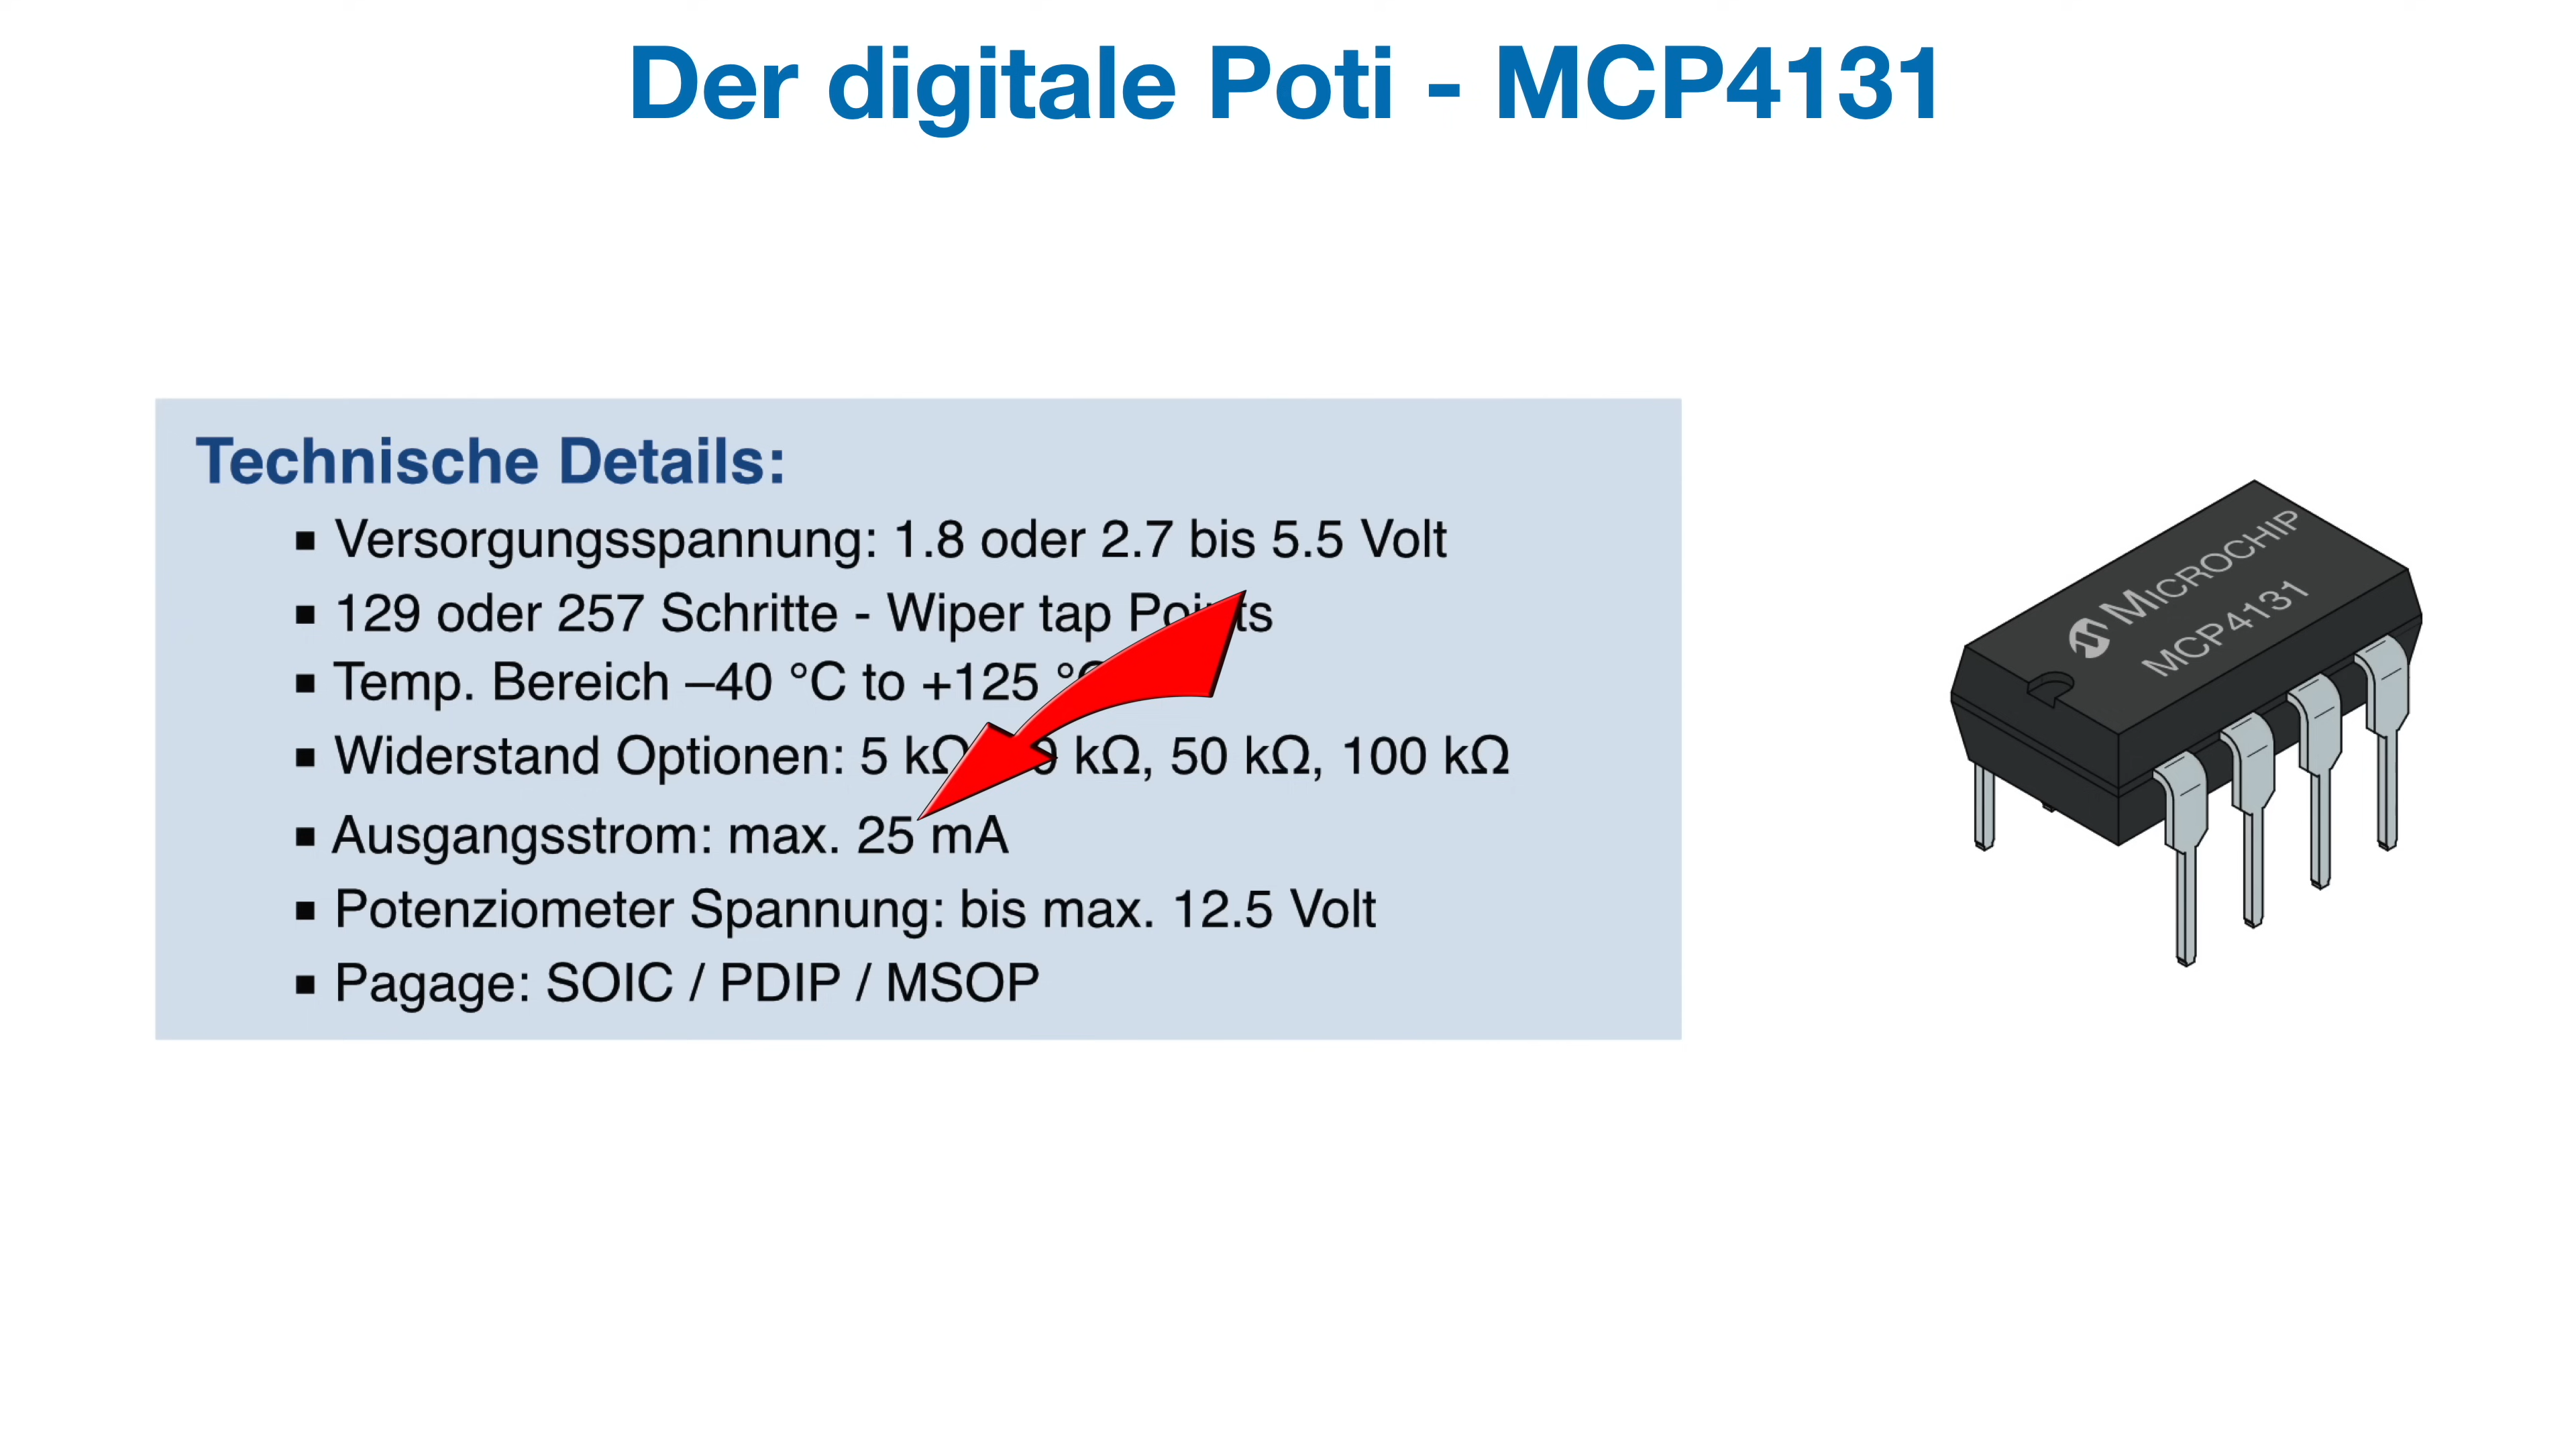 Der digitale Poti - MCP4131
Technische Details:
▪ Versorgungsspannung: 1.8 oder 2.7 bis 5.5 Volt
▪ 129 oder 257 Schritte - Wiper tap Points
▪ Temp. Bereich –40 °C to +125 °C
▪ Widerstand Optionen: 5 kΩ, kΩ, 50 kΩ, 100 kΩ
▪ Ausgangsstrom: max. 25 mA
▪ Potenziometer Spannung: bis max. 12.5 Volt
▪ Pagage: SOIC / PDIP / MSOP
MICROCHIP
MCP4131